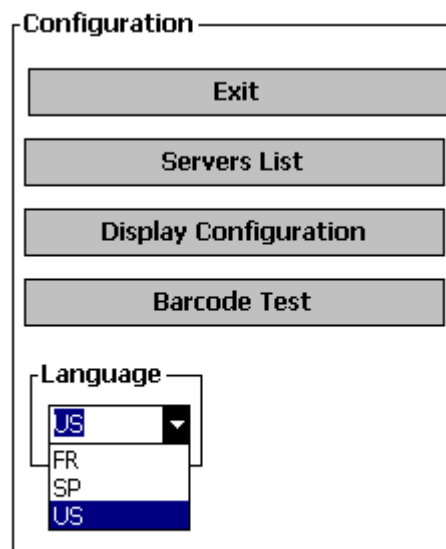 Configuration
Exit
Servers List
Display Configuration
Barcode Test
Language
US
FR
SP
US